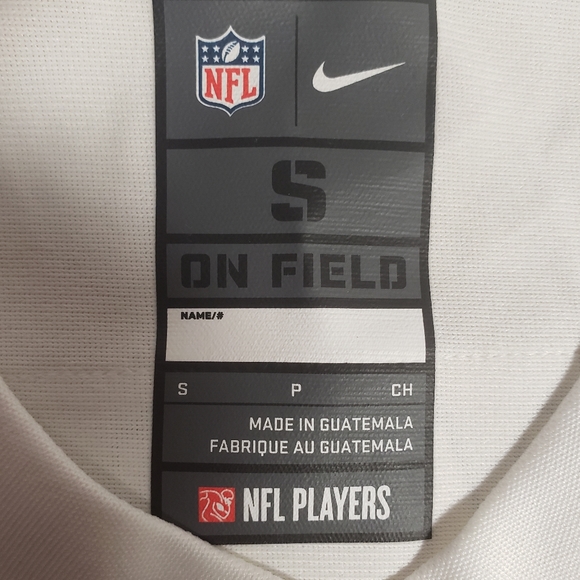 NFL
S
ON FIELD
NAME/#
S P CH
MADE IN GUATEMALA
FABRIQUE AU GUATEMALA
NFL PLAYERS